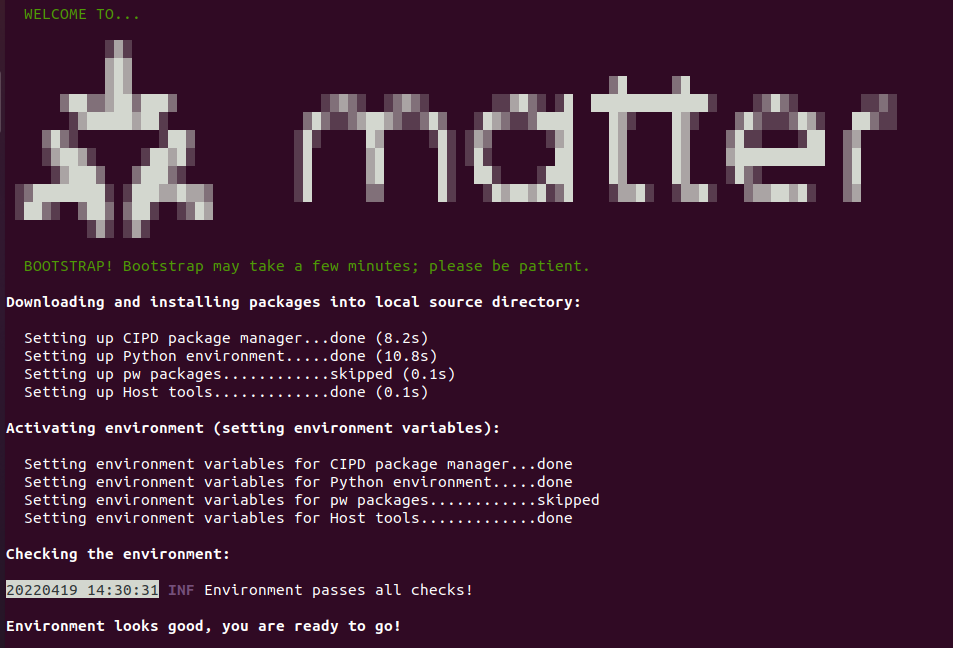 WELCOME TO...
matter
BOOTSTRAP! Bootstrap may take a few minutes; please be patient.
Downloading and installing packages into local source directory:
Setting up CIPD package manager...done (8.2s)
Setting up Python environment.....done (10.8s)
Setting up pw packages............skipped (0.1s)
Setting up Host tools.............done (0.1s)
Activating environment (setting environment variables):
Setting environment variables for CIPD package manager...done
Setting environment variables for Python environment.....done
Setting environment variables for pw packages............skipped
Setting environment variables for Host tools.............done
Checking the environment:
20220419 14:30:31 INF Environment passes all checks!
Environment looks good, you are ready to go!